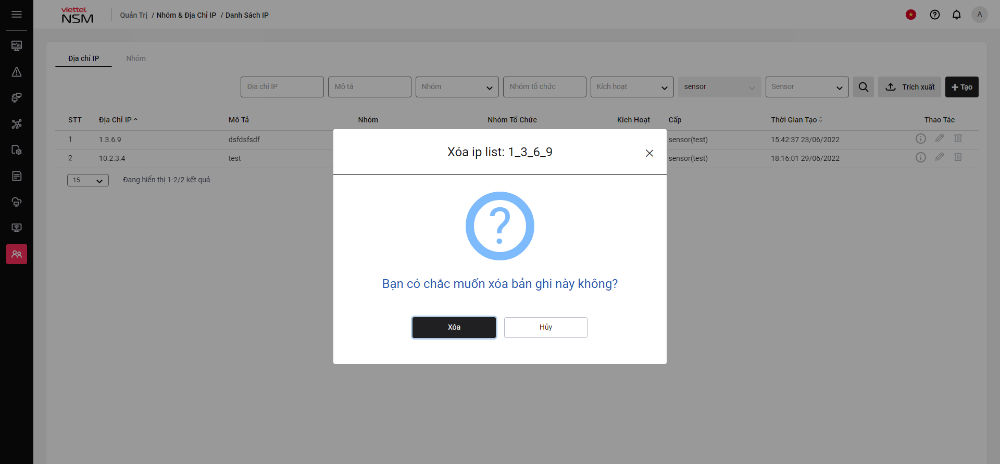 viettel
NSM
Quản Trị / Nhóm & Địa Chỉ IP / Danh Sách IP
A
Địa chỉ IP Nhóm
Địa chỉ IP Mô tả Nhóm Nhóm tổ chức Kích hoạt sensor Sensor Trích xuất + Tạo
STT Địa Chỉ IP Mô Tả Nhóm Nhóm Tổ Chức Kích Hoạt Cấp Thời Gian Tạo Thao Tác
1 1.3.6.9 dsfdsfsdf sensor(test) 15:42:37 23/06/2022
2 10.2.3.4 test sensor(test) 18:16:01 29/06/2022
15 Đang hiển thị 1-2/2 kết quả
Xóa ip list: 1_3_6_9
?
Bạn có chắc muốn xóa bản ghi này không?
Xóa Hủy